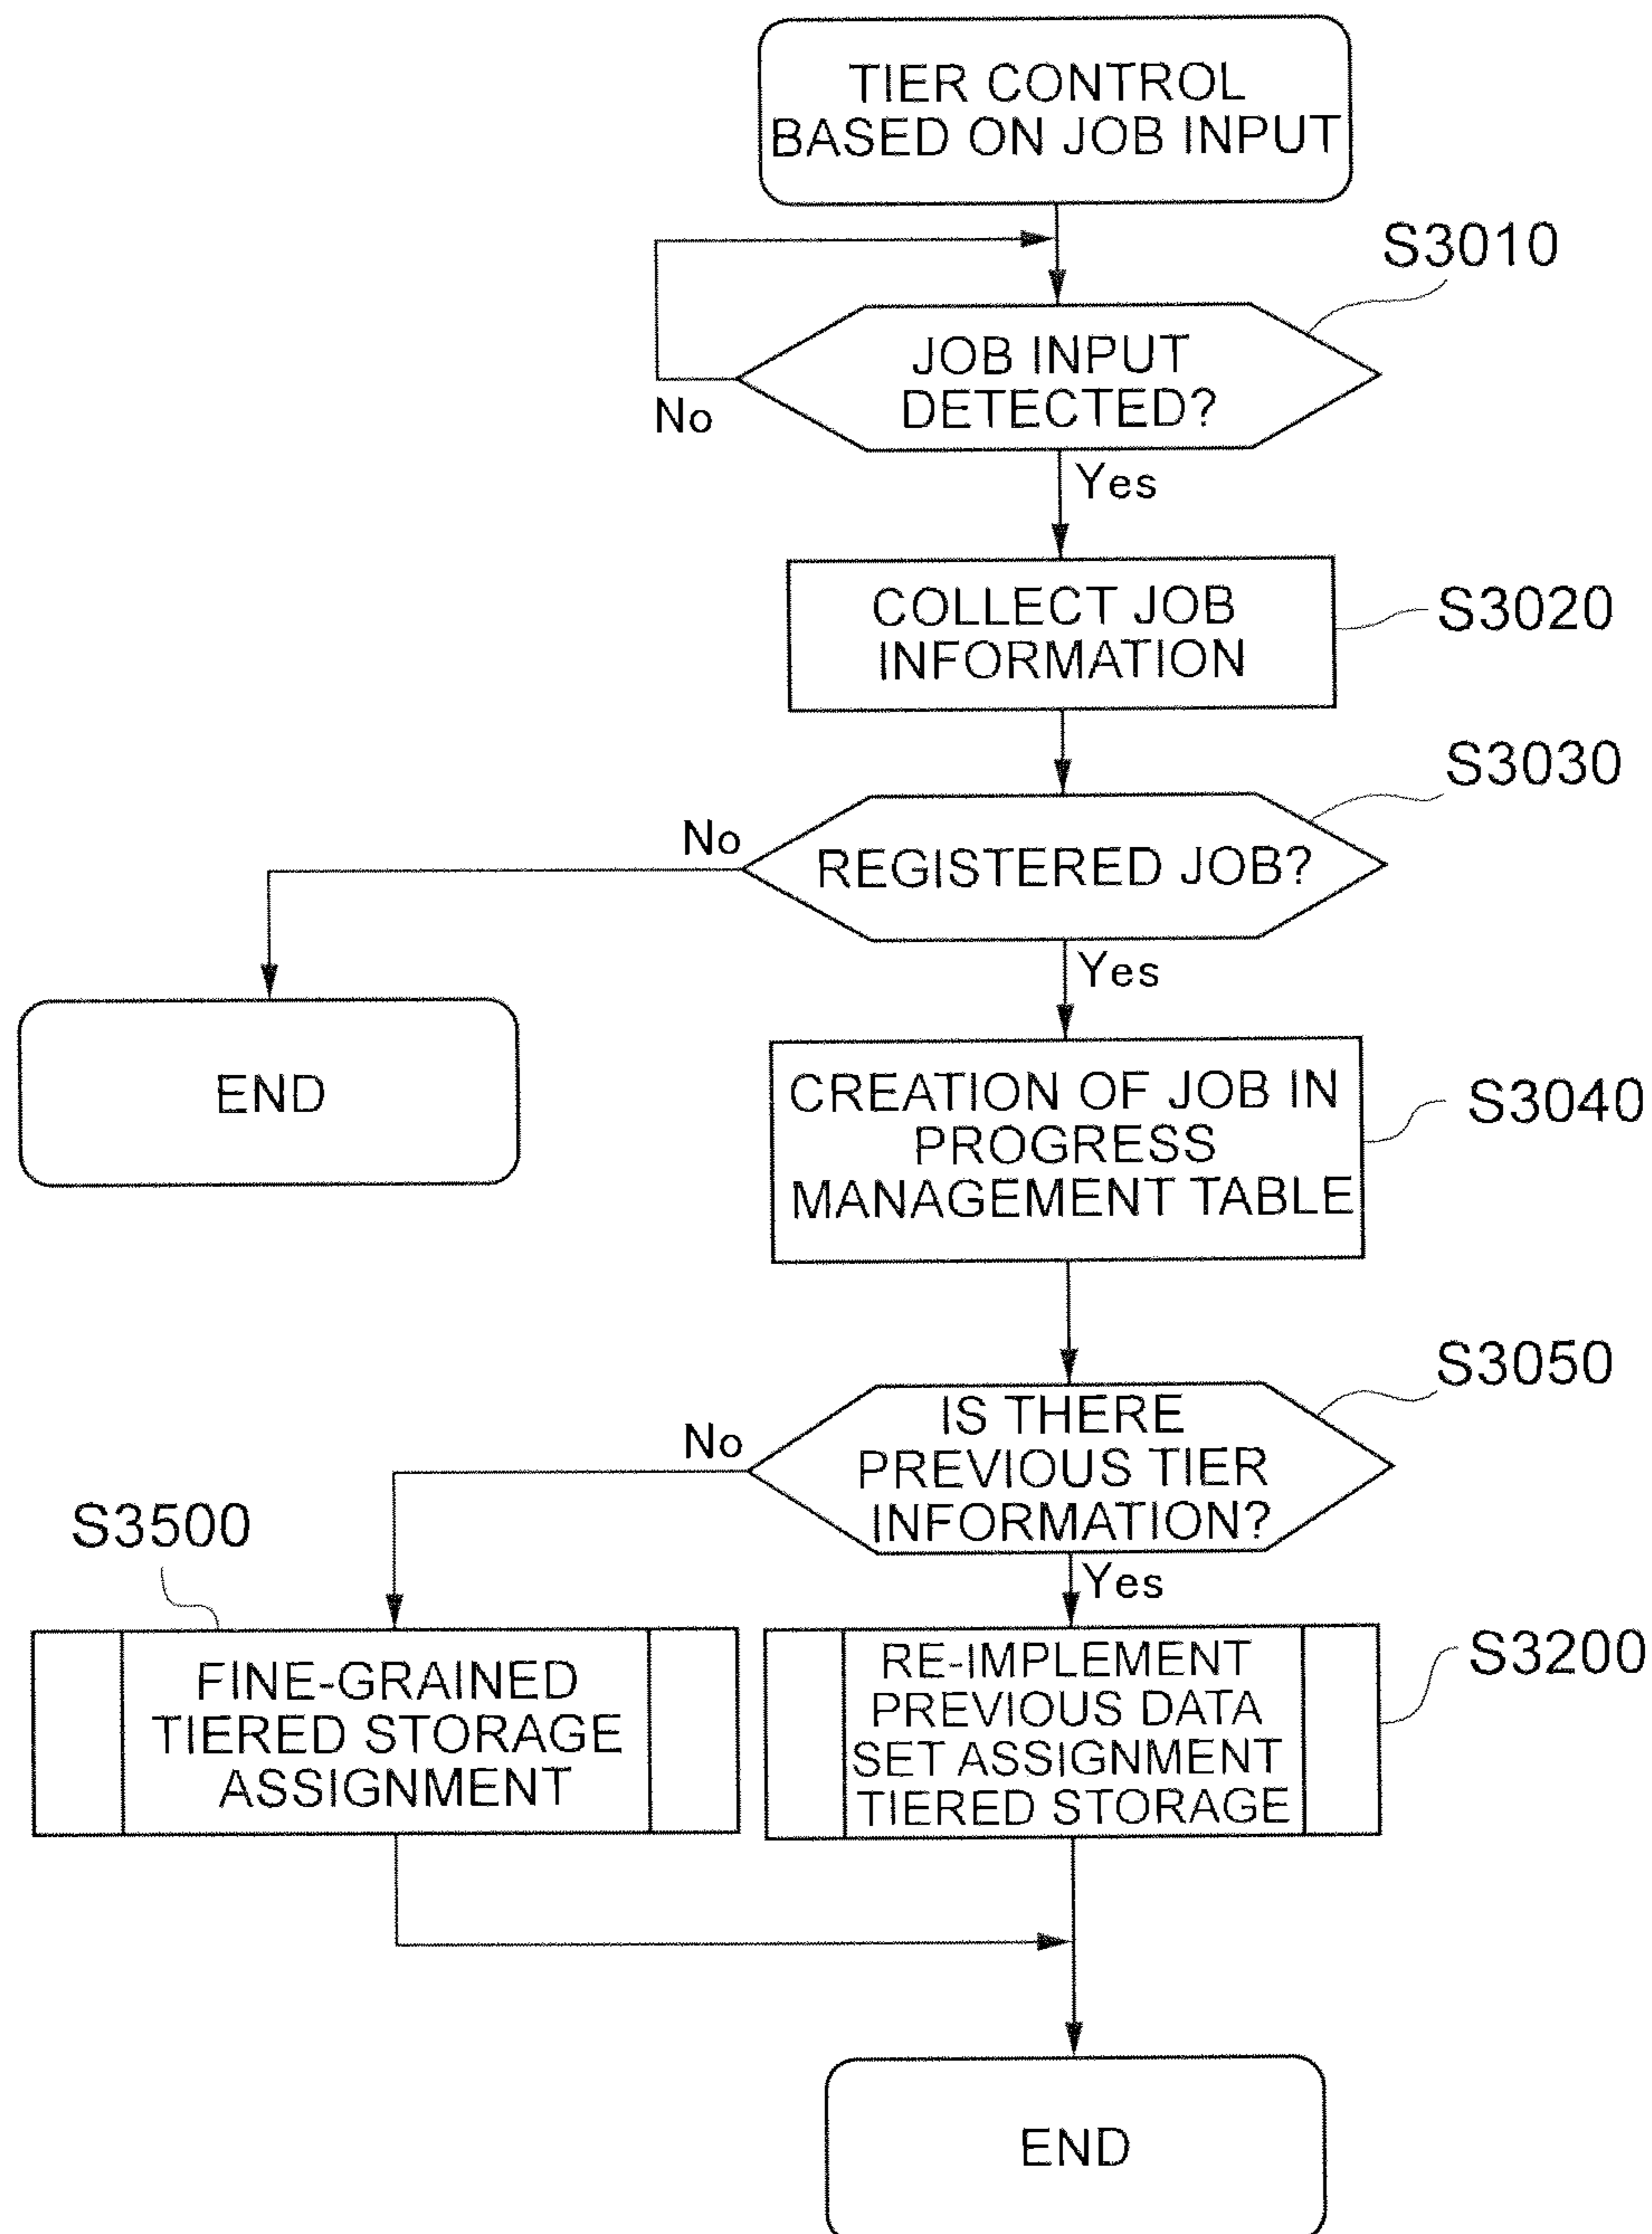 TIER CONTROL
BASED ON JOB INPUT
S3010
JOB INPUT
DETECTED?
No
Yes
COLLECT JOB
INFORMATION
S3020
S3030
No
REGISTERED JOB?
Yes
END
CREATION OF JOB IN
PROGRESS
MANAGEMENT TABLE
S3040
S3050
IS THERE
PREVIOUS TIER
INFORMATION?
No
Yes
S3500
FINE-GRAINED
TIERED STORAGE
ASSIGNMENT
RE-IMPLEMENT
PREVIOUS DATA
SET ASSIGNMENT
TIERED STORAGE
S3200
END